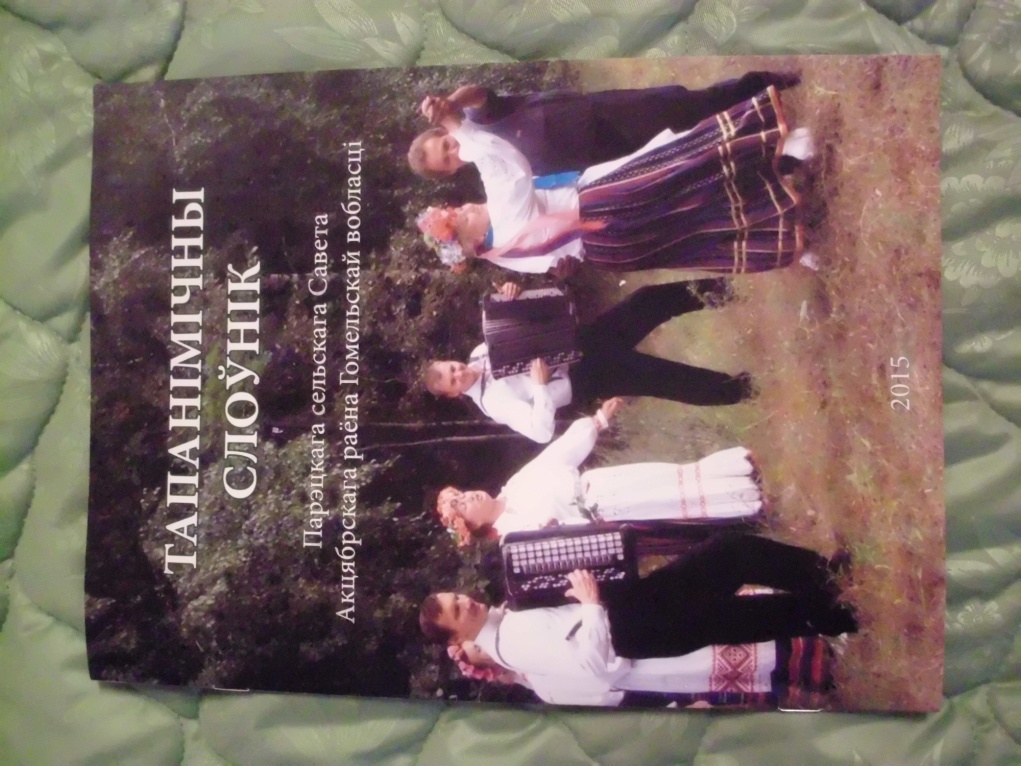 ТАПАНІМІЧНЫ
СЛОЎНІК
Парэцкага сельскага Савета
Акцябрскага раёна Гомельскай вобласці
2015